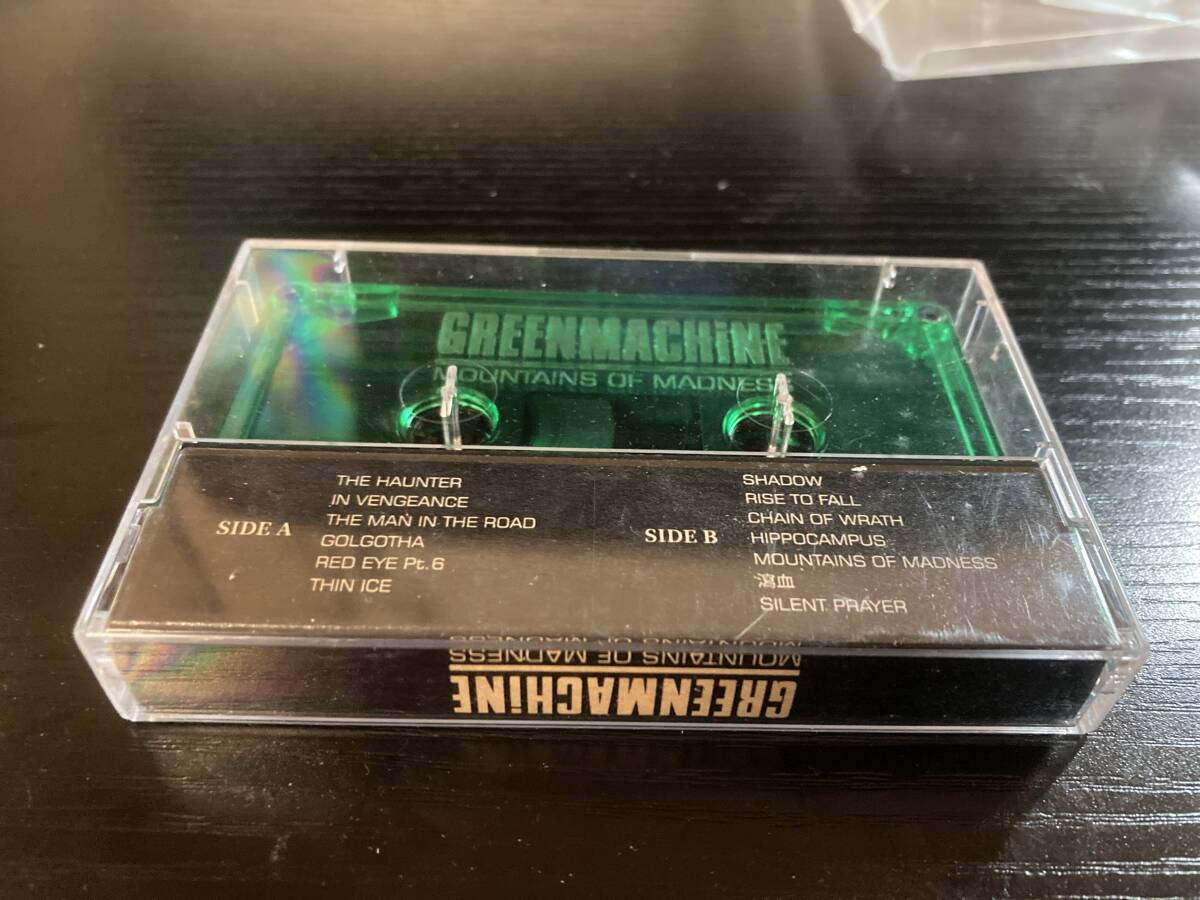 GREENMACHiNE
MOUNTAINS OF MADNESS
SIDE A
THE HAUNTER
IN VENGEANCE
THE MAN IN THE ROAD
GOLGOTHA
RED EYE Pt.6
THIN ICE
SIDE B
SHADOW
RISE TO FALL
CHAIN OF WRATH
HIPPOCAMPUS
MOUNTAINS OF MADNESS
瀉血
SILENT PRAYER
MOUNTAINS OF MADNESS
GREENMACHiNE